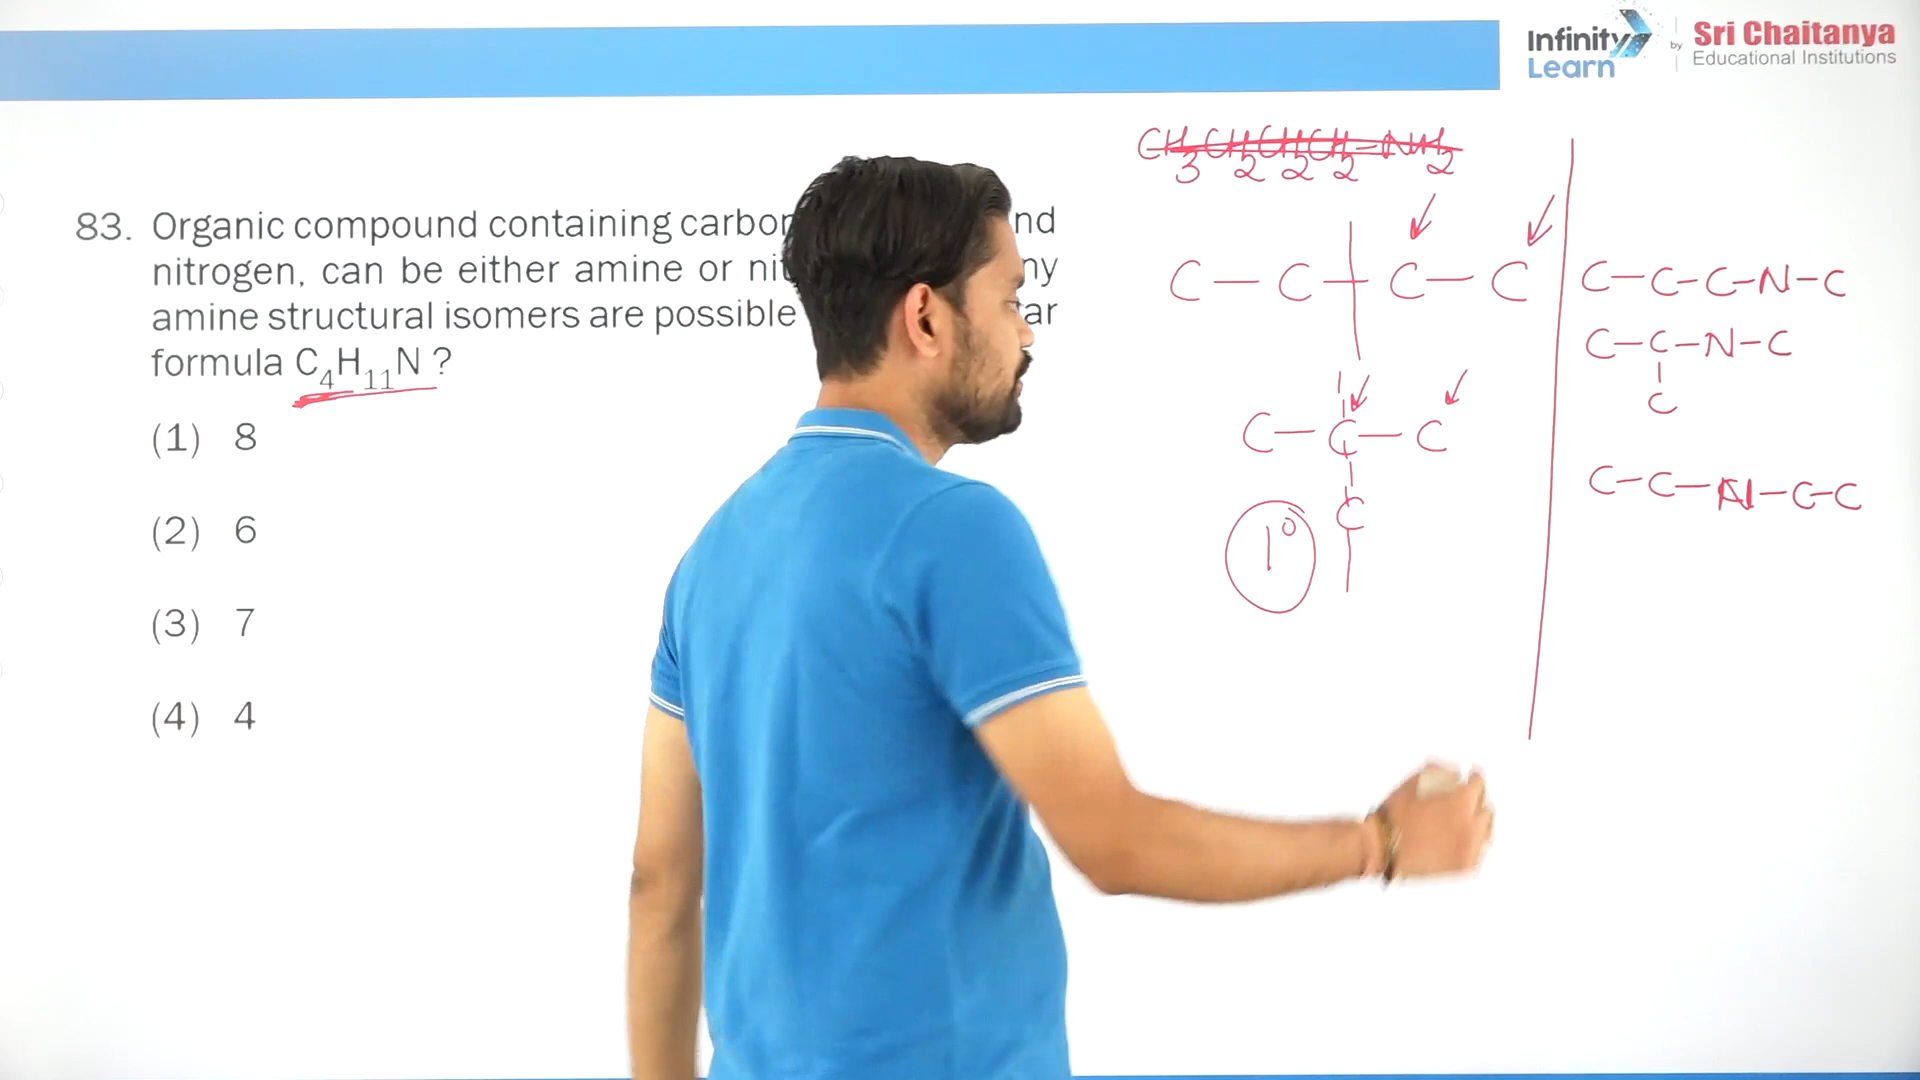 Infinity Learn by Sri Chaitanya Educational Institutions
83. Organic compound containing carbon nd
nitrogen, can be either amine or ny
amine structural isomers are possible ar
formula C₄H₁₁N ?
(1) 8
(2) 6
(3) 7
(4) 4
CH₃CH₂CH₂CH₂-NH₂
C — C — C — C
C — C — C
C
1°
C-C-C-N-C
C-C-N-C
C
C-C-N-C-C